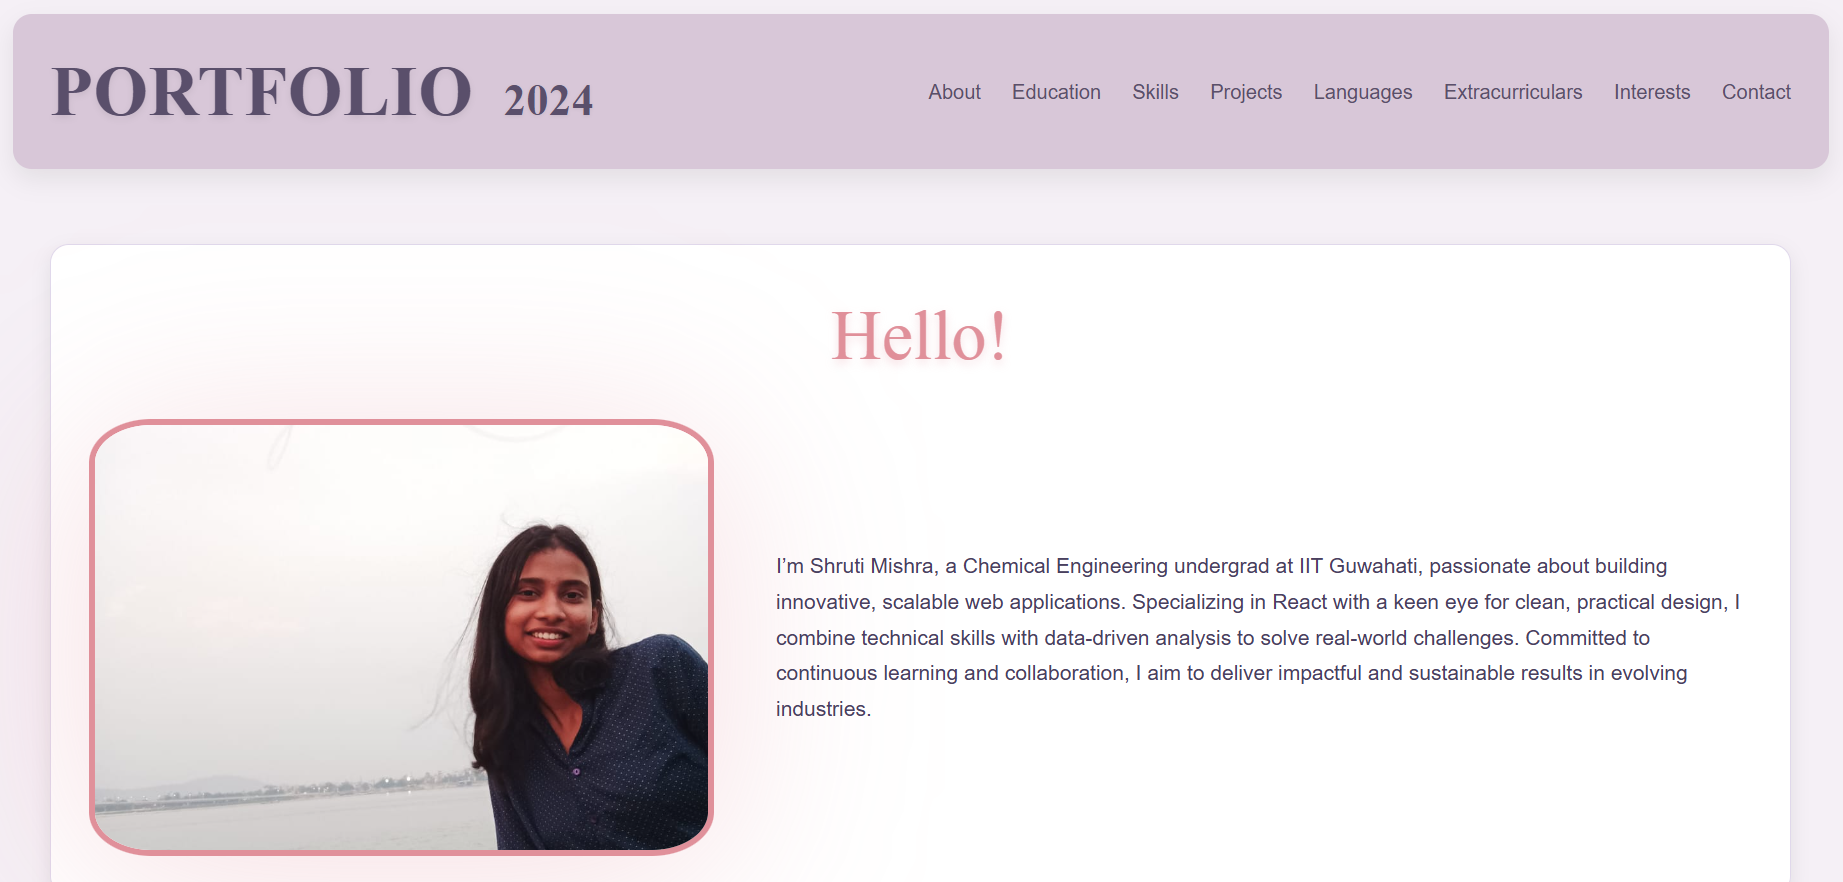 PORTFOLIO 2024
About Education Skills Projects Languages Extracurriculars Interests Contact
Hello!
I’m Shruti Mishra, a Chemical Engineering undergrad at IIT Guwahati, passionate about building
innovative, scalable web applications. Specializing in React with a keen eye for clean, practical design, I
combine technical skills with data-driven analysis to solve real-world challenges. Committed to
continuous learning and collaboration, I aim to deliver impactful and sustainable results in evolving
industries.